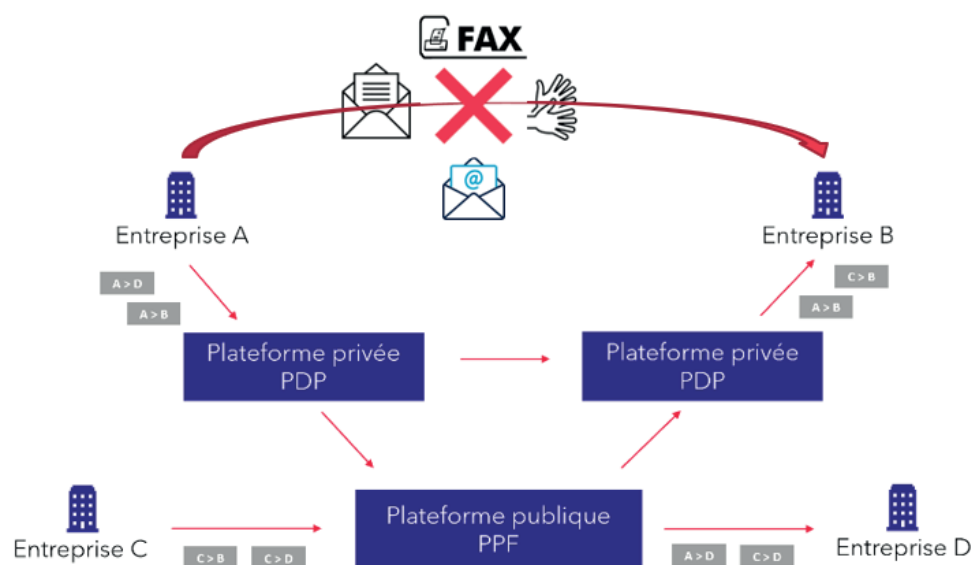 FAX
@
Entreprise A
Entreprise B
A>D
A>B
C>B
A>B
Plateforme privée
PDP
Plateforme privée
PDP
Plateforme publique
PPF
Entreprise C
C>B
C>D
A>D
C>D
Entreprise D